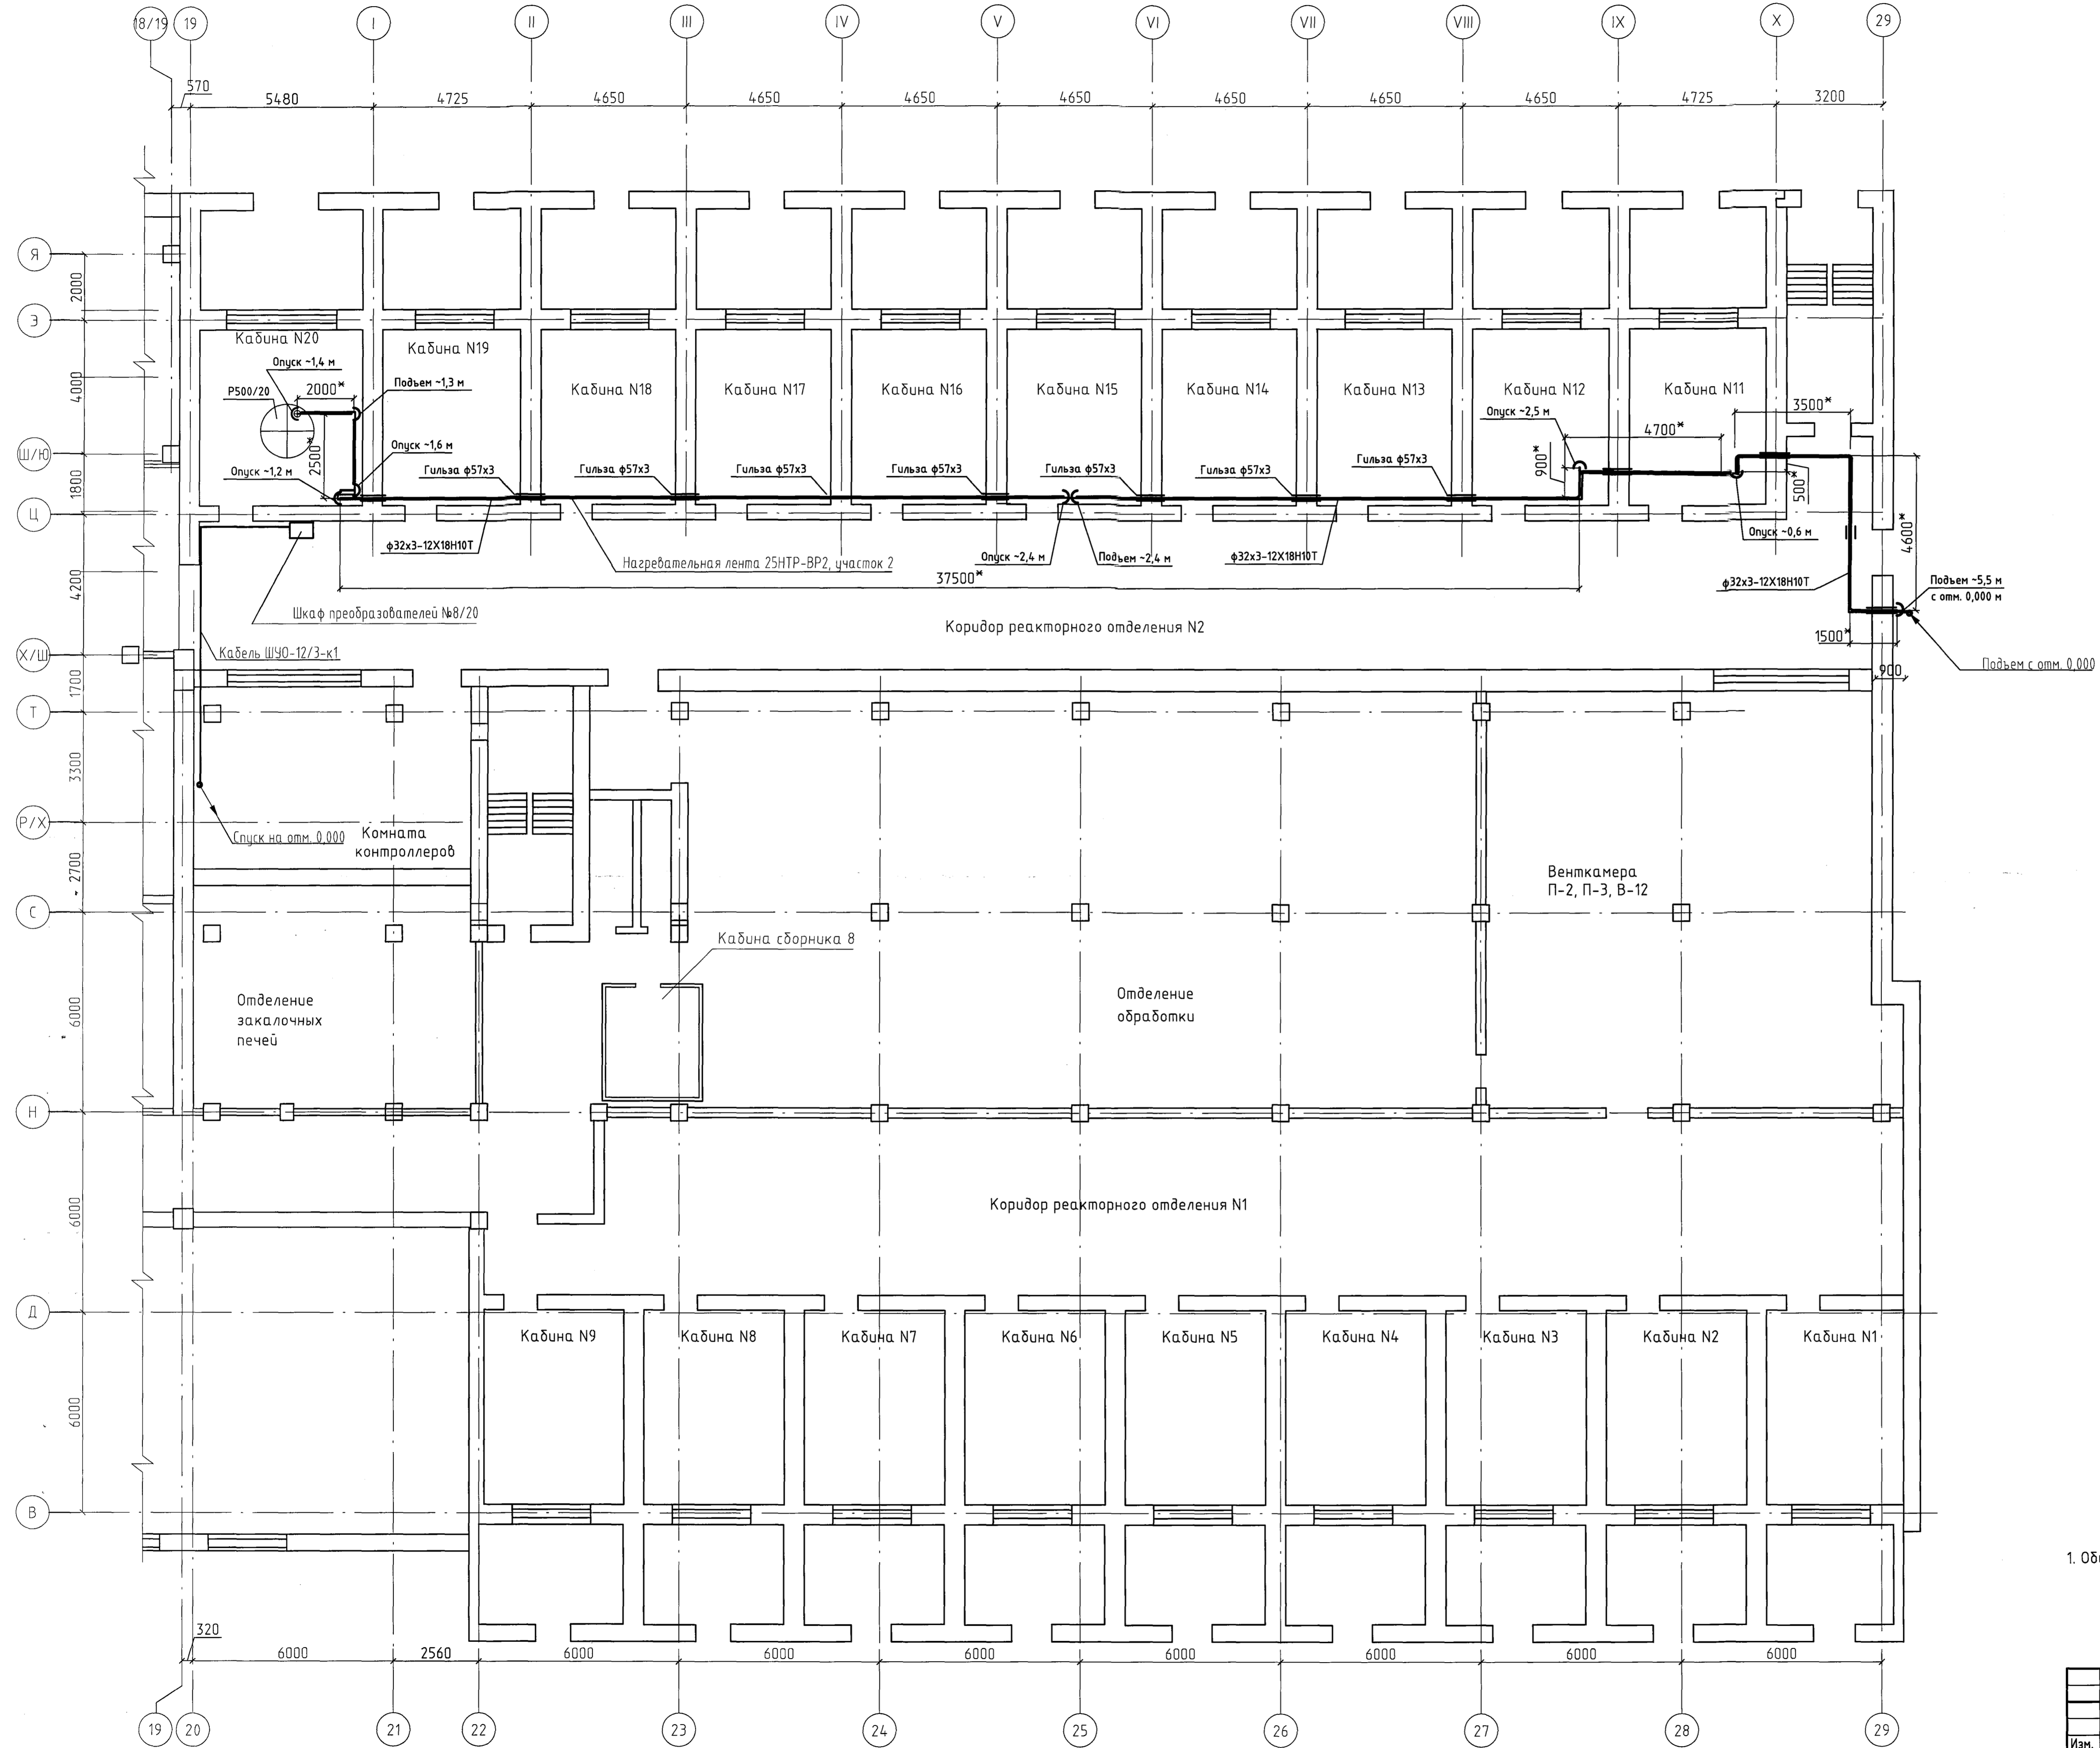 18/19 19 I II III IV V VI VII VIII IX X 29
570
5480 4725 4650 4650 4650 4650 4650 4650 4650 4725 3200
Я
2000
З
Кабина N20
Кабина N19
Опуск ~1,4 м
2000*
Подъем ~1,3 м
Р500/20
4000
Кабина N18 Кабина N17 Кабина N16 Кабина N15 Кабина N14 Кабина N13 Кабина N12 Кабина N11
3500*
Опуск ~2,5 м
4700*
Ш/Ю
2500*
Опуск ~1,6 м
Опуск ~1,2 м
Гильза ф57х3
Гильза ф57х3
Гильза ф57х3
Гильза ф57х3
Гильза ф57х3
Гильза ф57х3
Гильза ф57х3
900*
500*
1800
Ц
ф32х3-12Х18Н10Т
Нагревательная лента 25НТР-ВР2, участок 2
Опуск ~2,4 м
Подъем ~2,4 м
ф32х3-12Х18Н10Т
Опуск ~0,6 м
4600*
4200
37500*
ф32х3-12Х18Н10Т
Подъем ~5,5 м
с отм. 0,000 м
Шкаф преобразователей №8/20
Коридор реакторного отделения N2
1500*
Х/Ш
Кабель ШУО-12/3-к1
Подъем с отм. 0,000
900
1700
Т
3300
Р/Х
Спуск на отм. 0,000
Комната
контроллеров
2700
Венткамера
П-2, П-3, В-12
С
Кабина сборника 8
6000
Отделение
закалочных
печей
Отделение
обработки
Н
6000
Коридор реакторного отделения N1
Д
Кабина N9 Кабина N8 Кабина N7 Кабина N6 Кабина N5 Кабина N4 Кабина N3 Кабина N2 Кабина N1
6000
В
1. Об
320
6000 2560 6000 6000 6000 6000 6000 6000 6000
19 20 21 22 23 24 25 26 27 28 29
Изм.